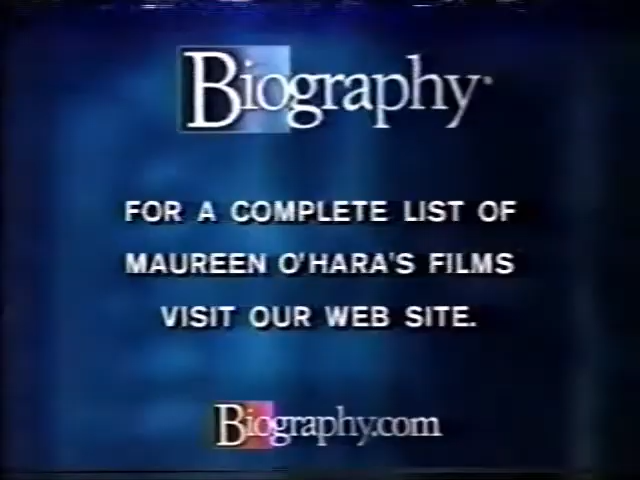 Biography
FOR A COMPLETE LIST OF
MAUREEN O'HARA'S FILMS
VISIT OUR WEB SITE.
Biography.com